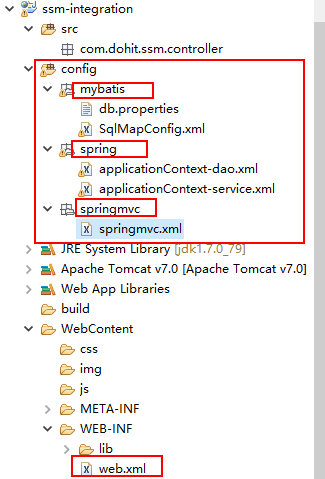 ssm-integration
src
com.dohit.ssm.controller
config
mybatis
db.properties
SqlMapConfig.xml
spring
applicationContext-dao.xml
applicationContext-service.xml
springmvc
springmvc.xml
JRE System Library [jdk1.7.0_79]
Apache Tomcat v7.0 [Apache Tomcat v7.0]
Web App Libraries
build
WebContent
css
img
js
META-INF
WEB-INF
lib
web.xml